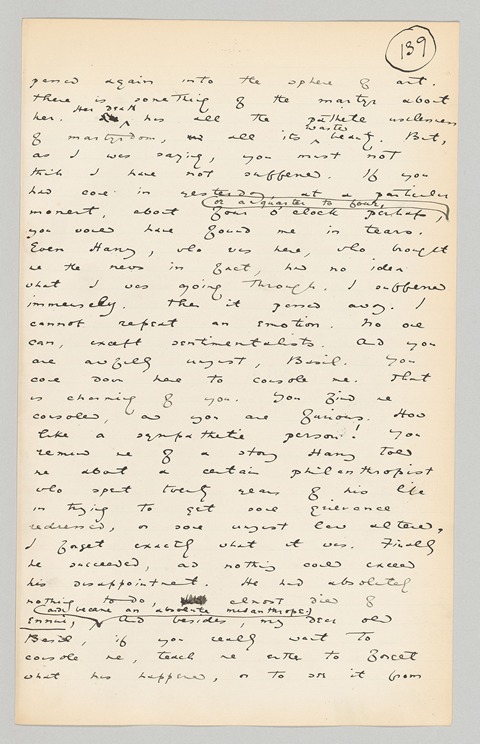 139
passed again into the sphere of art.
There is something of the martyr about
Her death
her. has all the pathetic uselessness
wasted
of martyrdom, all its beauty. But,
as I was saying, you must not
think I have not suffered. If you
had come in yesterday at a particular
or a quarter to six,
moment, about four o'clock perhaps,
you would have found me in tears.
Even Harry, who was here, who brought
me the news in fact, had no idea
what I was going through. I suffered
immensely. Then it passed away. I
cannot repeat an emotion. No one
can, except sentimentalists. And you
are awfully unjust, Basil. You
come down here to console me. That
is charming of you. You find me
consoled, and you are furious. How
like a sympathetic person! You
remind me of a story Harry told
me about a certain philanthropist
who spent twenty years of his life
in trying to get some grievance
redressed, or some unjust law altered,
I forget exactly what it was. Finally
he succeeded, and nothing could exceed
his disappointment. He had absolutely
nothing to do, almost died of
(and became an absolute misanthrope.)
ennui, And besides, my dear old
Basil, if you really want to
console me, teach me rather to forget
what has happened, or to see it from